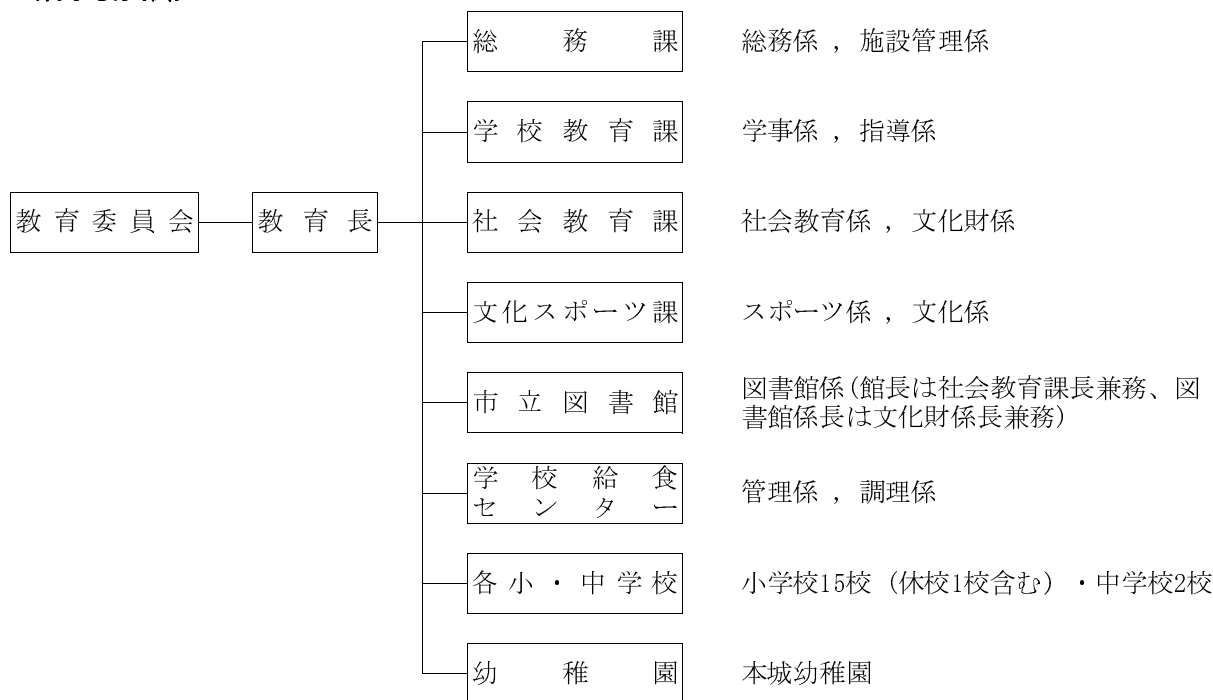 教育委員会
教育長
総務課
総務係 , 施設管理係
学校教育課
学事係 , 指導係
社会教育課
社会教育係 , 文化財係
文化スポーツ課
スポーツ係 , 文化係
市立図書館
図書館係(館長は社会教育課長兼務、図
書館係長は文化財係長兼務)
学校給食
センター
管理係 , 調理係
各小・中学校
小学校15校(休校1校含む)・中学校2校
幼稚園
本城幼稚園